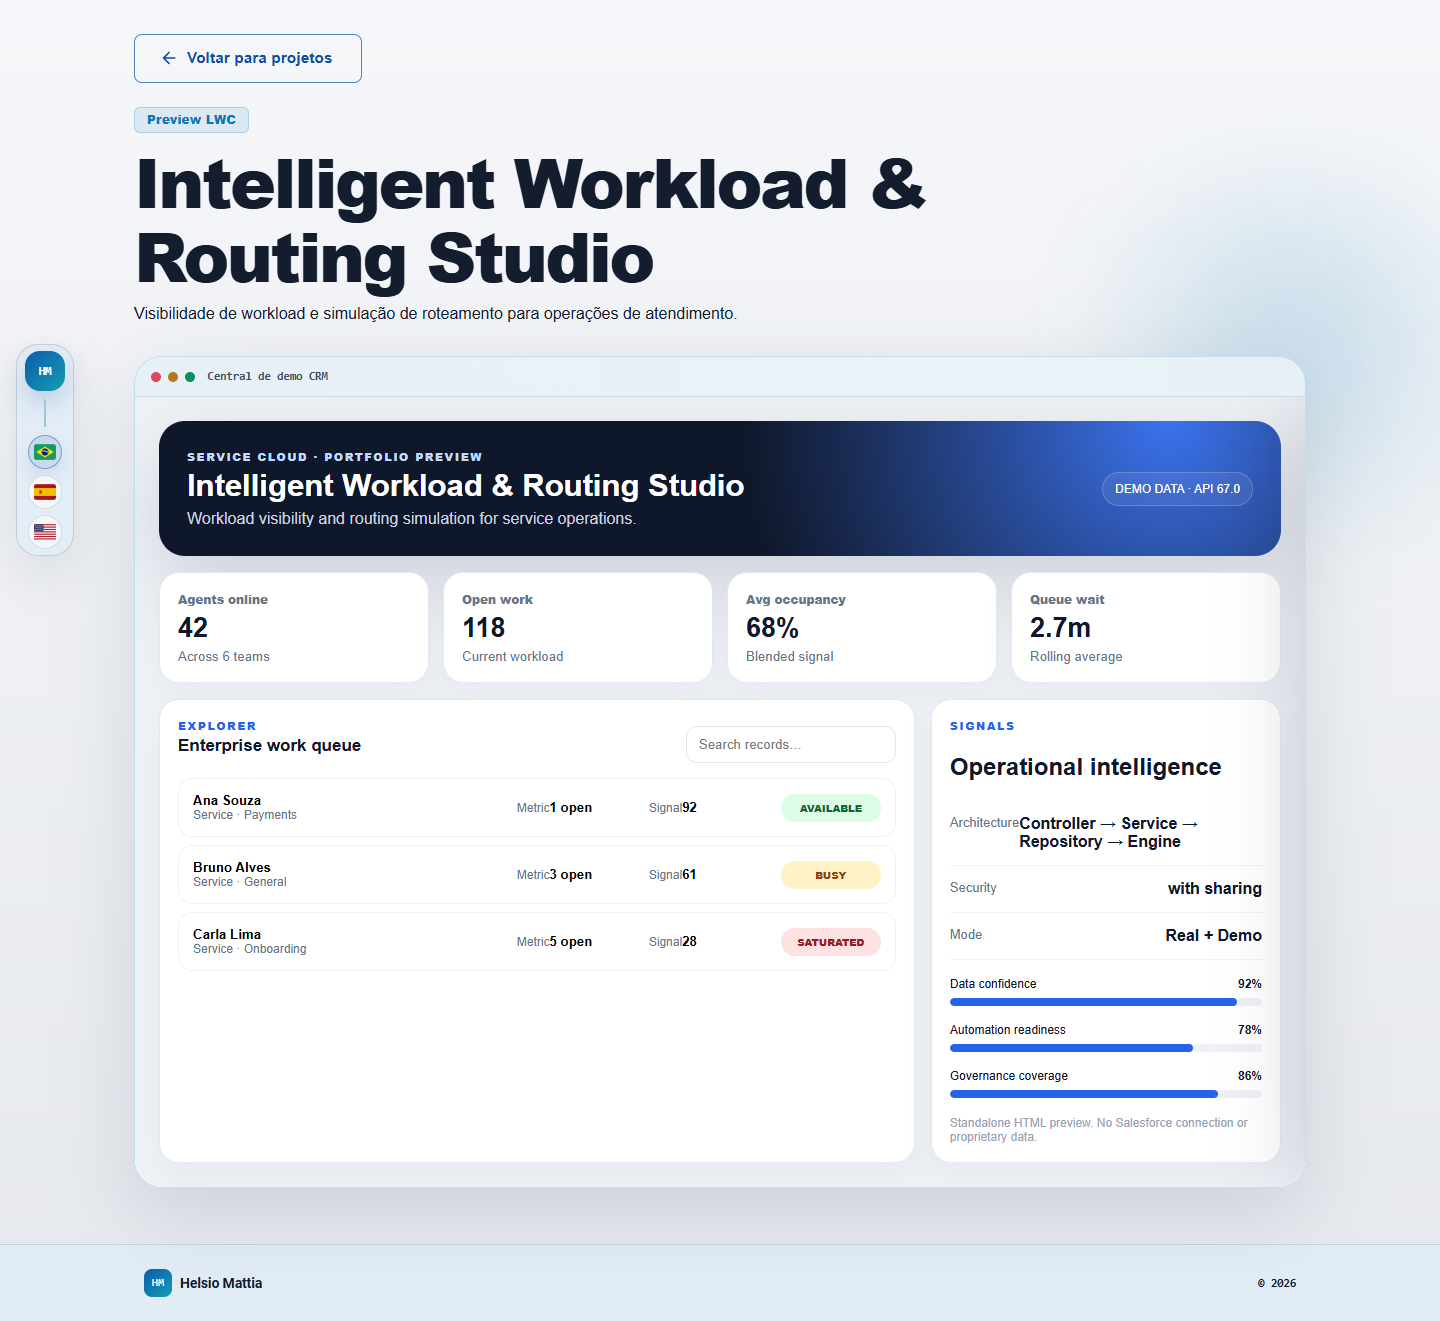 Voltar para projetos
Preview LWC
Intelligent Workload &
Routing Studio
Visibilidade de workload e simulação de roteamento para operações de atendimento.
HM
Central de demo CRM
SERVICE CLOUD · PORTFOLIO PREVIEW
Intelligent Workload & Routing Studio
Workload visibility and routing simulation for service operations.
DEMO DATA · API 67.0
Agents online
42
Across 6 teams
Open work
118
Current workload
Avg occupancy
68%
Blended signal
Queue wait
2.7m
Rolling average
EXPLORER
Enterprise work queue
Search records...
Ana Souza
Service · Payments
Metric1 open
Signal92
AVAILABLE
Bruno Alves
Service · General
Metric3 open
Signal61
BUSY
Carla Lima
Service · Onboarding
Metric5 open
Signal28
SATURATED
SIGNALS
Operational intelligence
ArchitectureController → Service →
Repository → Engine
Security with sharing
Mode Real + Demo
Data confidence 92%
Automation readiness 78%
Governance coverage 86%
Standalone HTML preview. No Salesforce connection or
proprietary data.
HM Helsio Mattia
© 2026